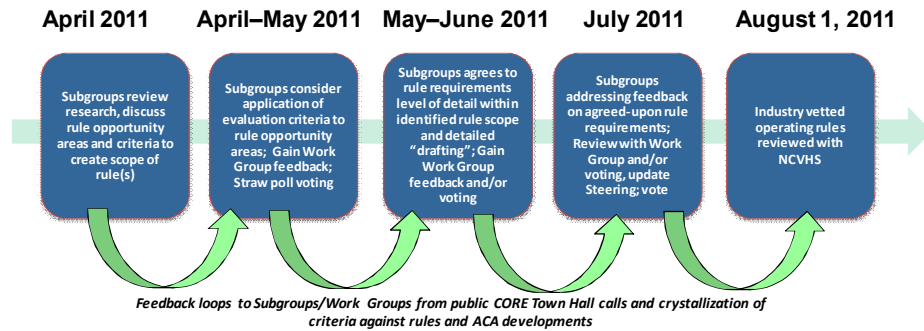 April 2011
April–May 2011
May–June 2011
July 2011
August 1, 2011
Subgroups review
research, discuss
rule opportunity
areas and criteria to
create scope of
rule(s)
Subgroups consider
application of
evaluation criteria to
rule opportunity
areas; Gain Work
Group feedback;
Straw poll voting
Subgroups agrees to
rule requirements
level of detail within
identified rule scope
and detailed
“drafting”; Gain
Work Group
feedback and/or
voting
Subgroups
addressing feedback
on agreed-upon rule
requirements;
Review with Work
Group and/or
voting, update
Steering; vote
Industry vetted
operating rules
reviewed with
NCVHS
Feedback loops to Subgroups/Work Groups from public CORE Town Hall calls and crystallization of
criteria against rules and ACA developments